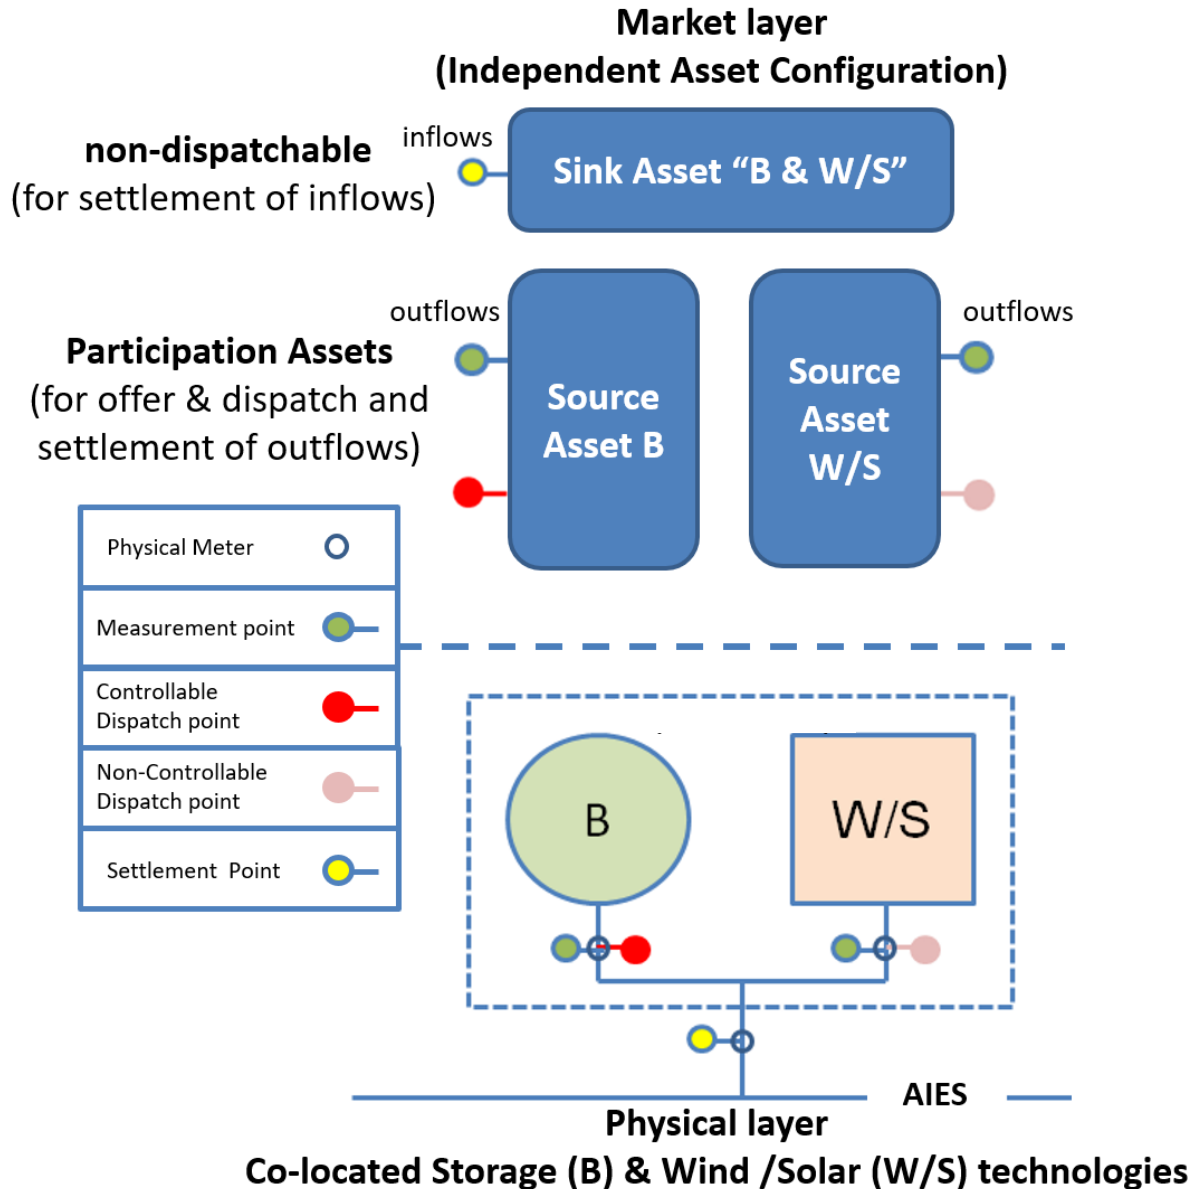 Market layer
(Independent Asset Configuration)
non-dispatchable
(for settlement of inflows)
inflows
Sink Asset “B & W/S”
outflows
outflows
Participation Assets
(for offer & dispatch and
settlement of outflows)
Source
Asset B
Source
Asset
W/S
Physical Meter
Measurement point
Controllable
Dispatch point
Non-Controllable
Dispatch point
Settlement Point
B
W/S
AIES
Physical layer
Co-located Storage (B) & Wind /Solar (W/S) technologies